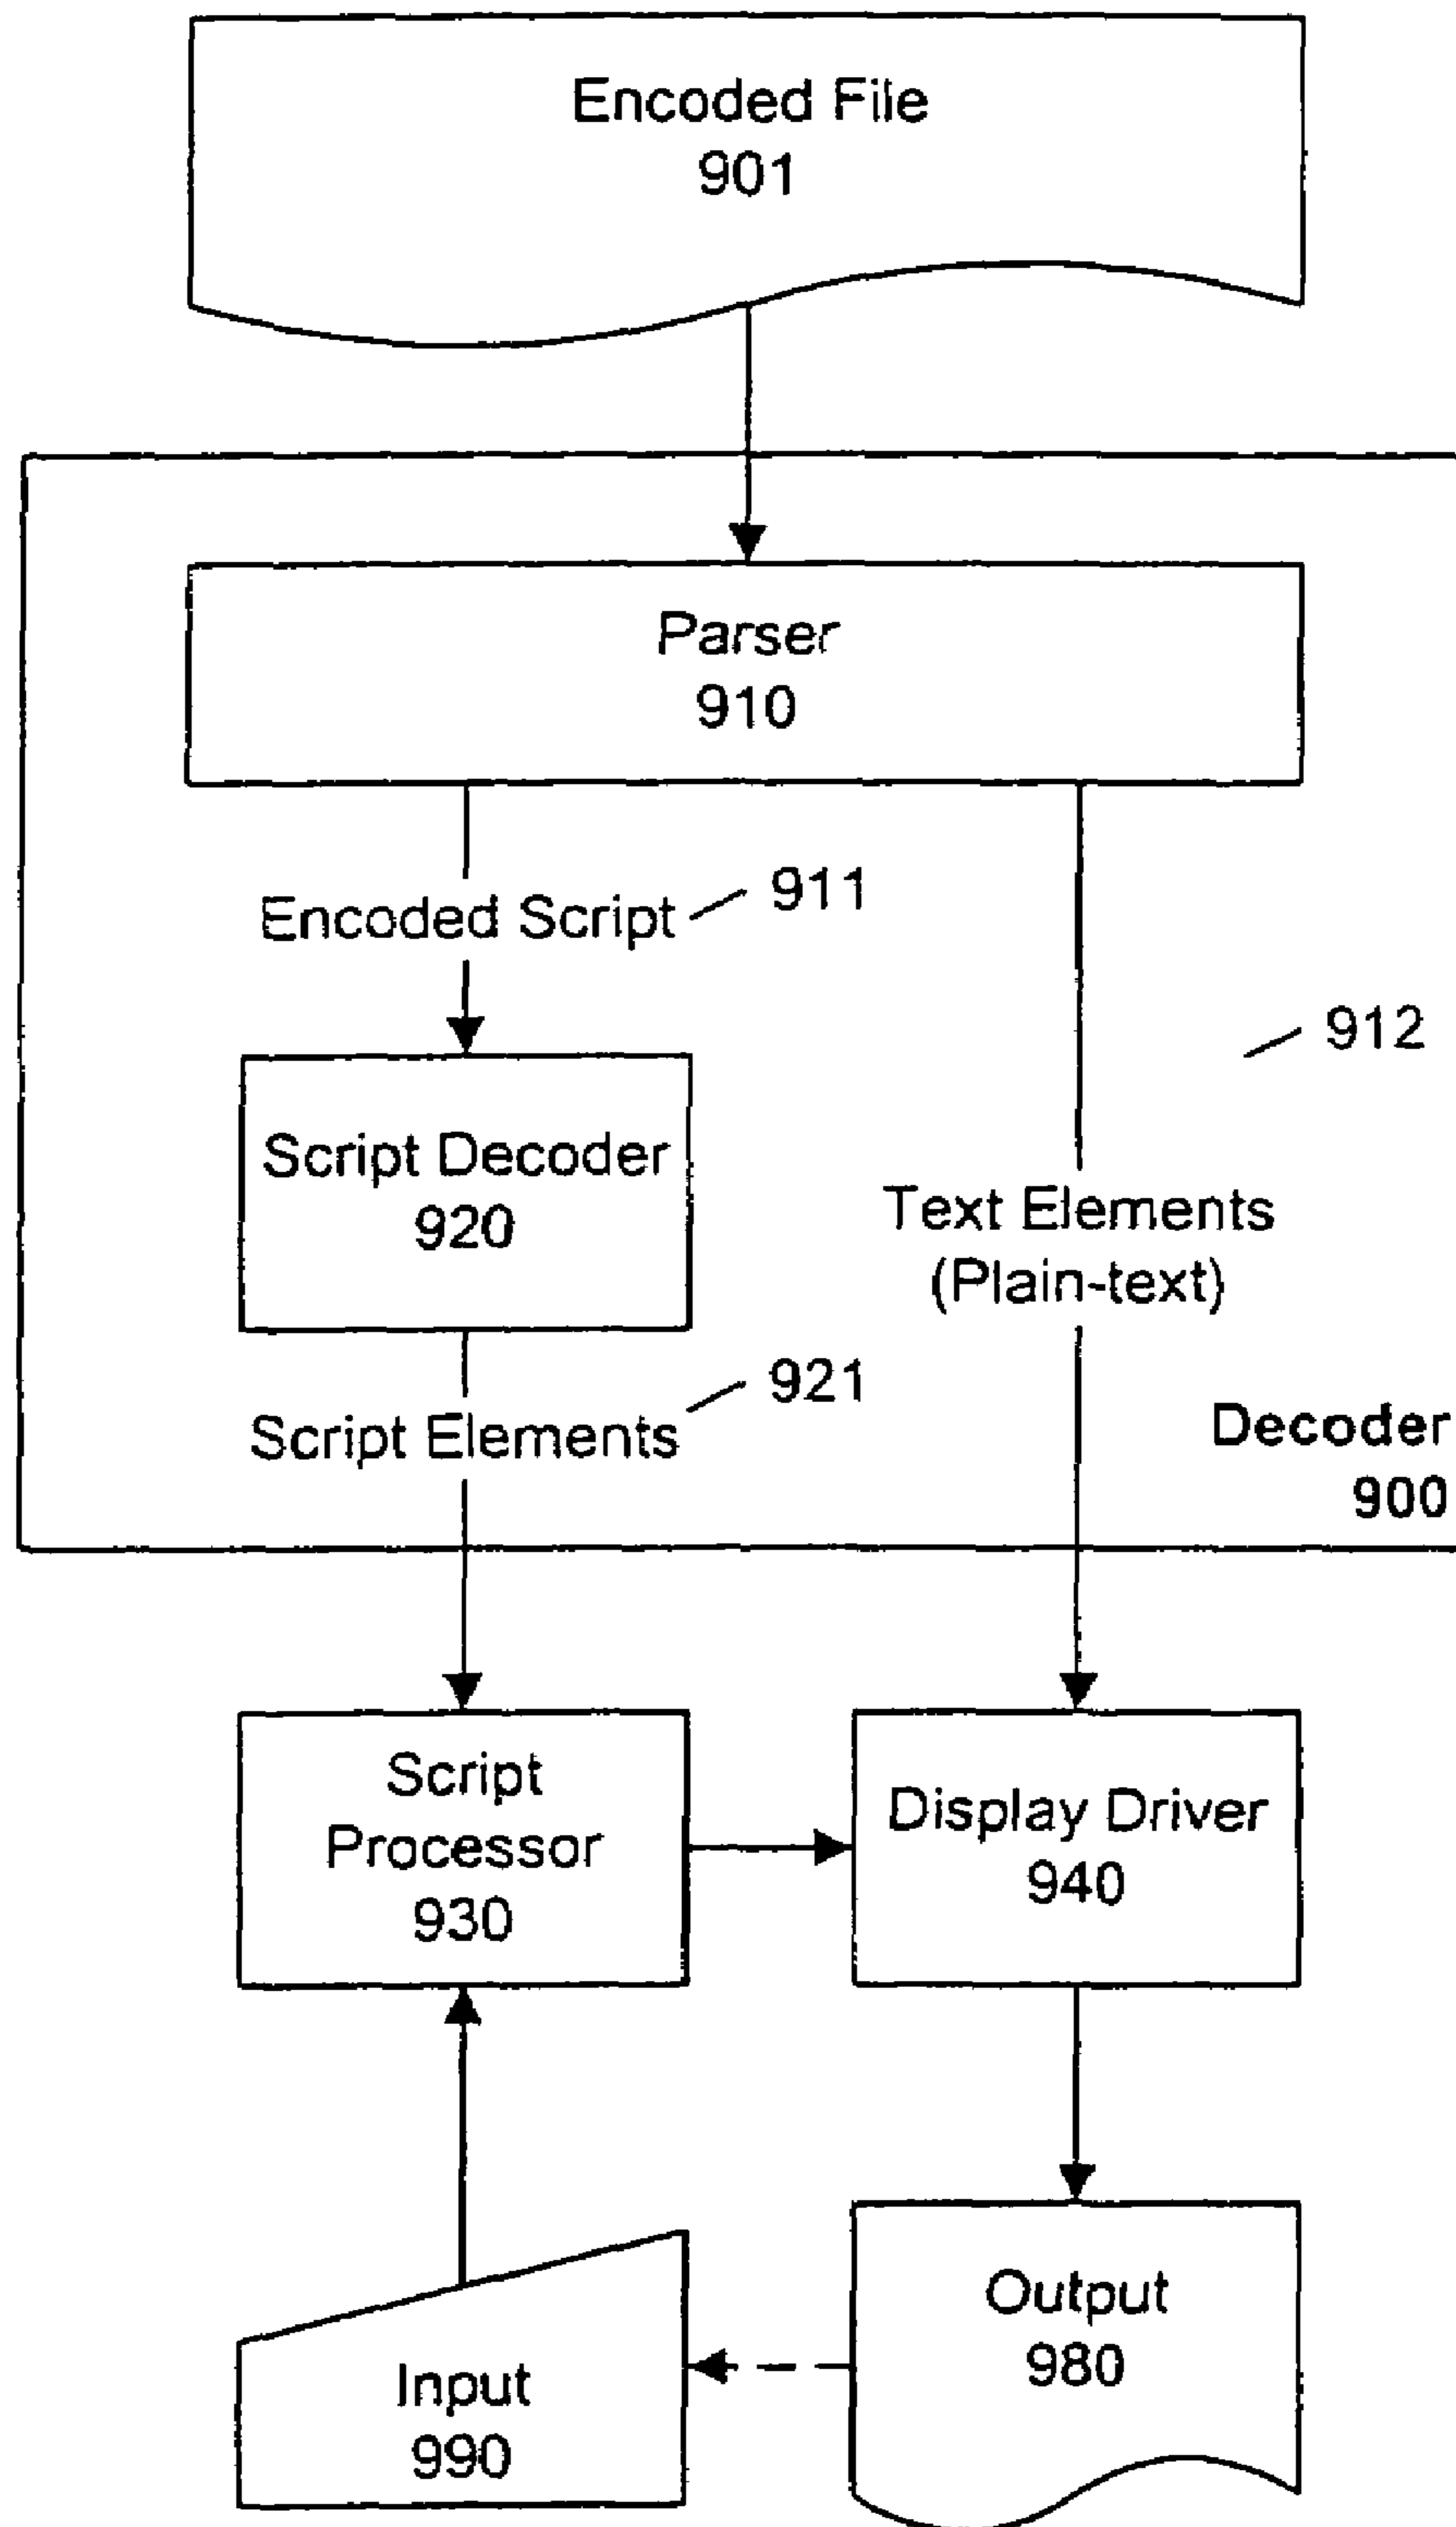 Encoded File
901
Parser
910
Encoded Script
911
912
Script Decoder
920
Text Elements
(Plain-text)
Script Elements
921
Decoder
900
Script
Processor
930
Display Driver
940
Input
990
Output
980